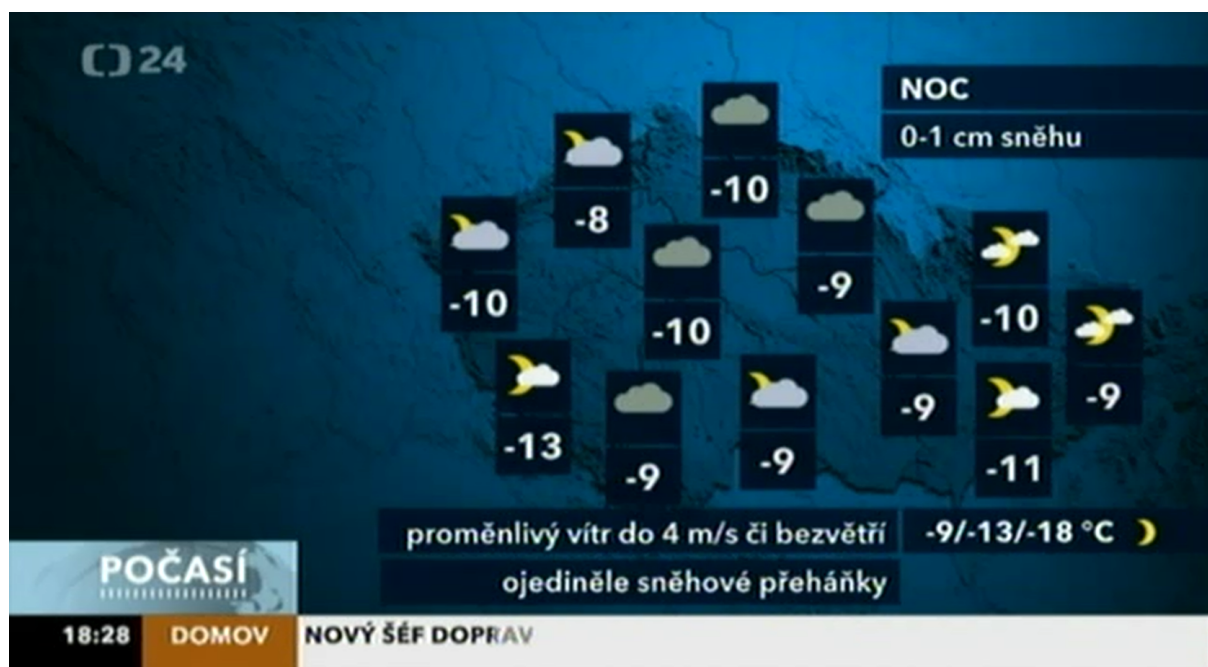 24
NOC
0-1 cm sněhu
-10
-8
-10
-9
-10
-10
-9
-9
-13
-9
-9
-11
proměnlivý vítr do 4 m/s či bezvětří
-9/-13/-18 °C
ojediněle sněhové přeháňky
POČASÍ
18:28 DOMOV NOVÝ ŠÉF DOPRAV